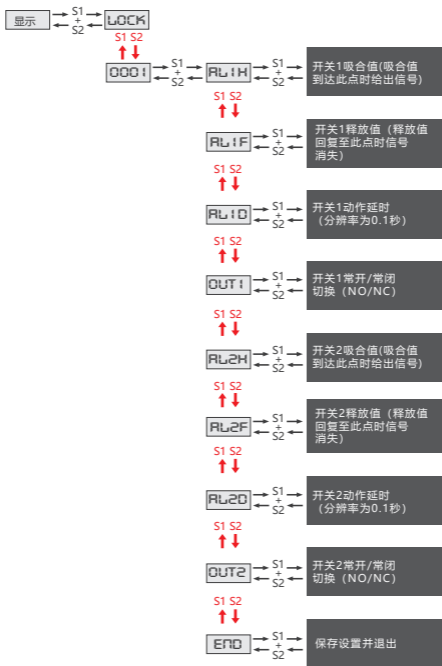 显示 S1 + S2 LOCK
S1 S2
0001 S1 + S2 AL1H S1 + S2 开关1吸合值(吸合值
到达此点时给出信号)
S1 S2
AL1F S1 + S2 开关1释放值（释放值
回复至此点时信号
消失）
S1 S2
AL1D S1 + S2 开关1动作延时
（分辨率为0.1秒）
S1 S2
OUT1 S1 + S2 开关1常开/常闭
切换（NO/NC）
S1 S2
AL2H S1 + S2 开关2吸合值(吸合值
到达此点时给出信号)
S1 S2
AL2F S1 + S2 开关2释放值（释放值
回复至此点时信号
消失）
S1 S2
AL2D S1 + S2 开关2动作延时
（分辨率为0.1秒）
S1 S2
OUT2 S1 + S2 开关2常开/常闭
切换（NO/NC）
S1 S2
END S1 + S2 保存设置并退出